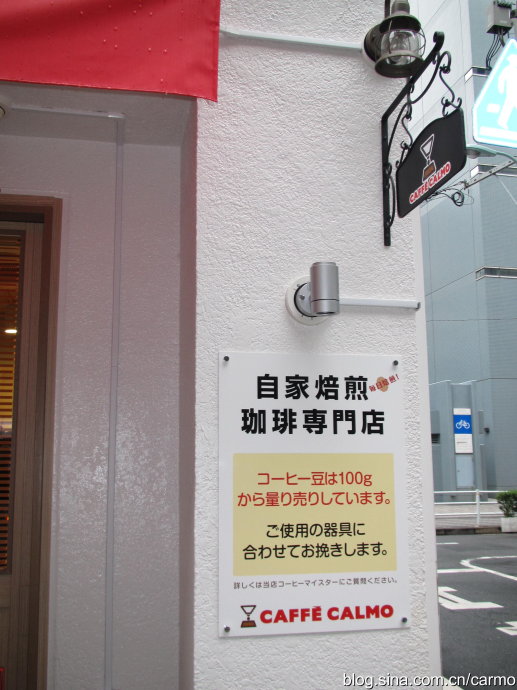 CAFFÈ CALMO
自家焙煎
珈琲専門店
コーヒー豆は100g
から量り売りしています。
ご使用の器具に
合わせてお挽きします。
詳しくは当店コーヒーマイスターにご質問ください。
CAFFÈ CALMO
blog.sina.com.cn/carmo